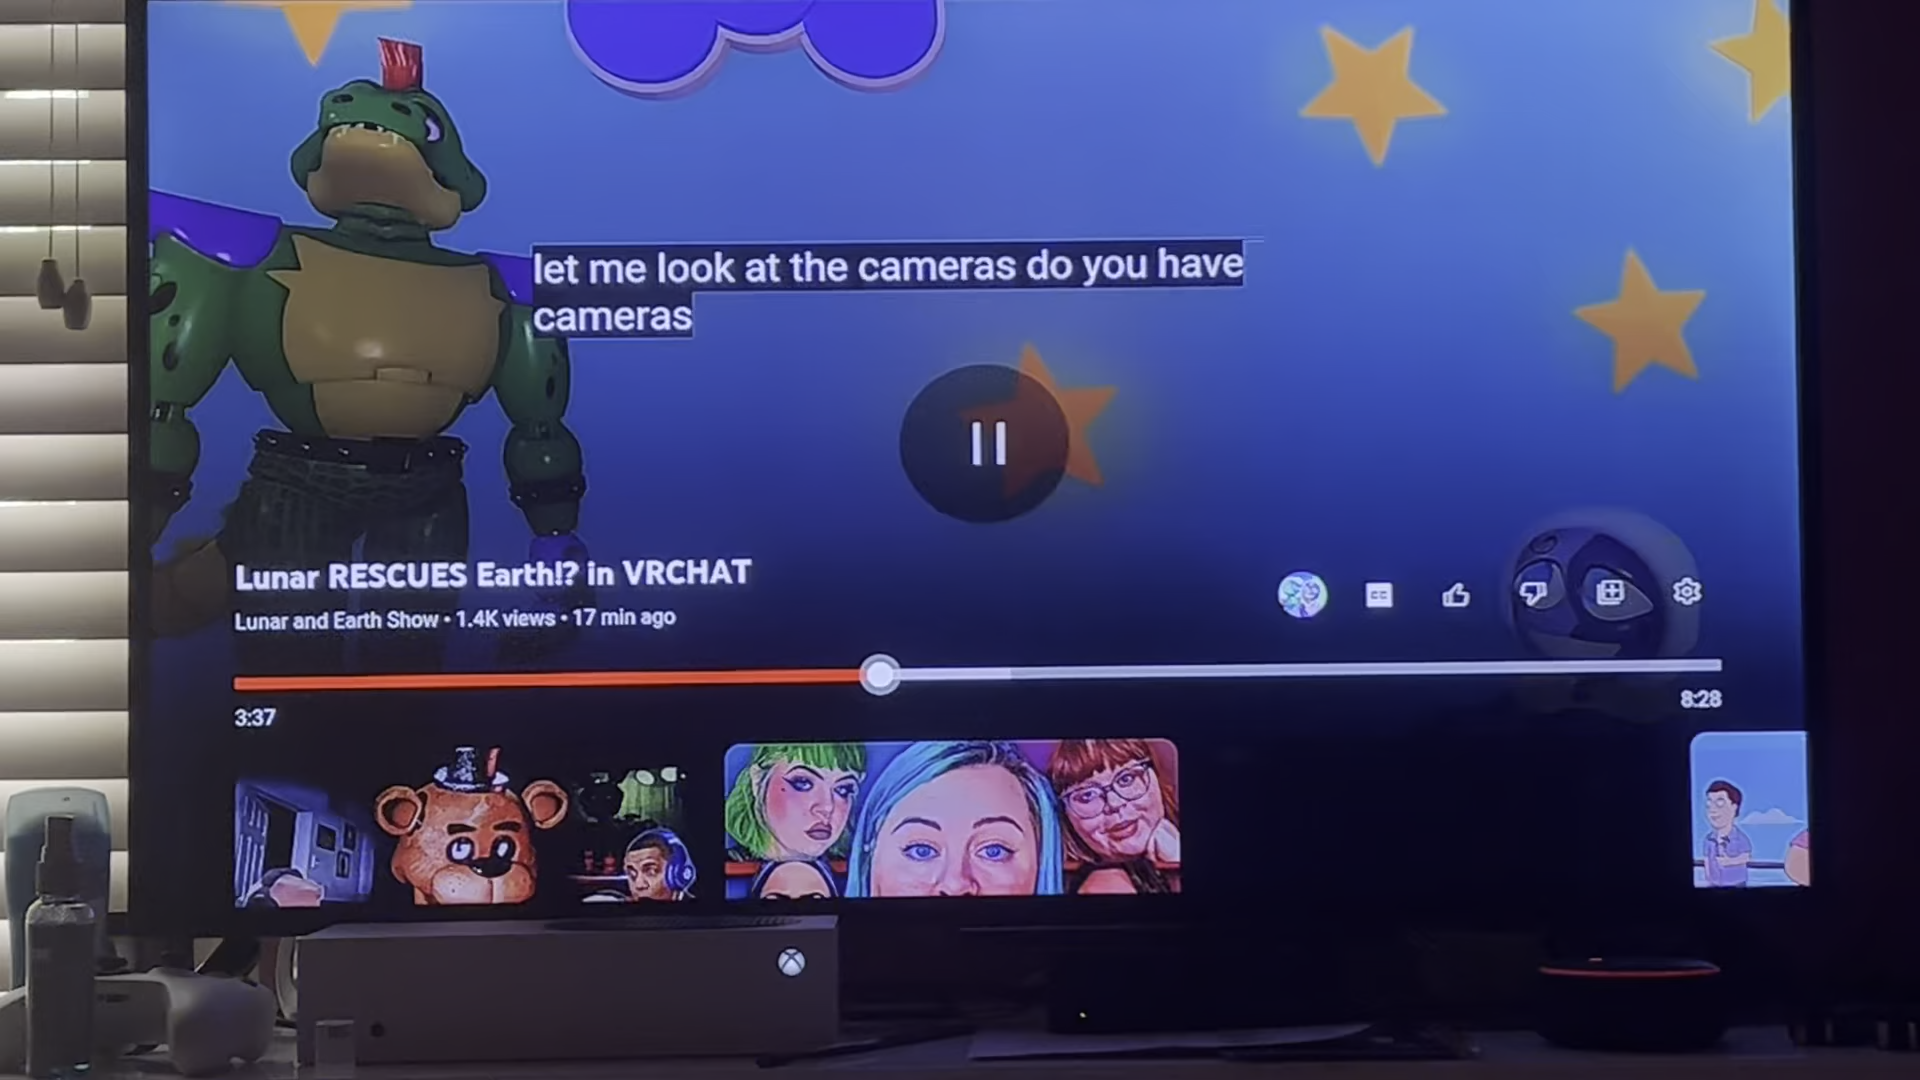 let me look at the cameras do you have
cameras
Lunar RESCUES Earth!? in VRCHAT
Lunar and Earth Show • 1.4K views • 17 min ago
CC
3:37
8:28